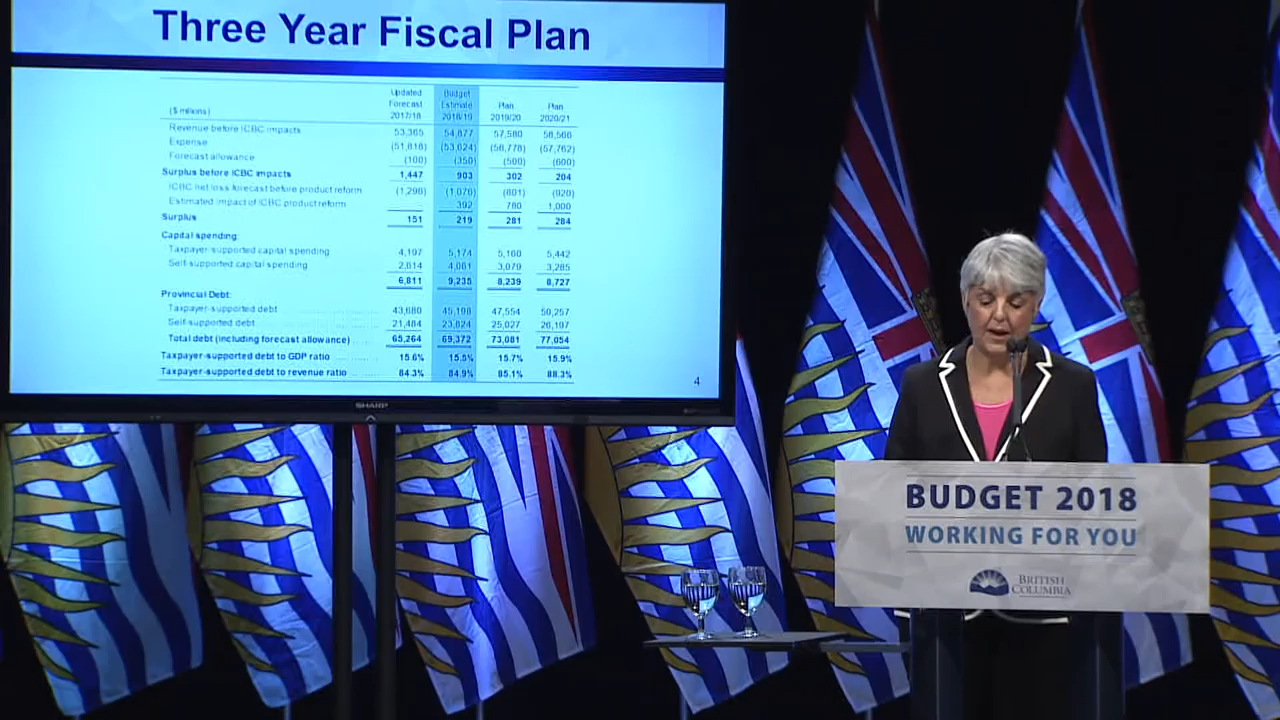 Three Year Fiscal Plan
($ millions) Updated Forecast 2017/18 Budget Estimate 2018/19 Plan 2019/20 Plan 2020/21
Revenue before ICBC impacts 53,365 54,877 57,580 58,566
Expense (51,818) (53,624) (56,778) (57,762)
Forecast allowance (100) (350) (500) (600)
Surplus before ICBC impacts 1,447 903 302 204
ICBC net loss forecast before product reform (1,296) (1,076) (801) (920)
Estimated impact of ICBC product reform 392 780 1,000
Surplus 151 219 281 284
Capital spending:
Taxpayer-supported capital spending 4,197 5,174 5,160 5,442
Self-supported capital spending 2,614 4,061 3,079 3,285
6,811 9,235 8,239 8,727
Provincial Debt:
Taxpayer-supported debt 43,680 45,198 47,554 50,257
Self-supported debt 21,484 23,824 25,027 26,197
Total debt (including forecast allowance) 65,264 69,372 73,081 77,054
Taxpayer-supported debt to GDP ratio 15.6% 15.5% 15.7% 15.9%
Taxpayer-supported debt to revenue ratio 84.3% 84.9% 85.1% 88.3%
4
SHARP
BUDGET 2018
WORKING FOR YOU
BRITISH
COLUMBIA